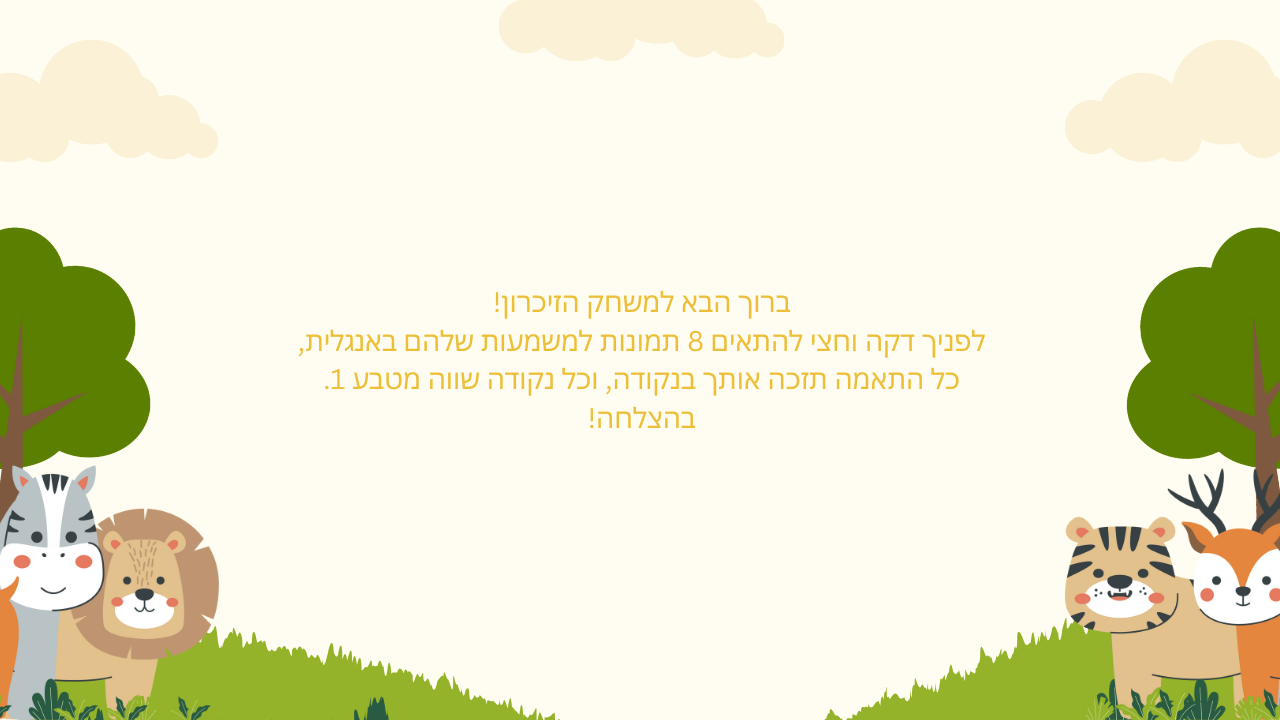 ברוך הבא למשחק הזיכרון!
לפניך דקה וחצי להתאים 8 תמונות למשמעות שלהם באנגלית,
כל התאמה תזכה אותך בנקודה, וכל נקודה שווה מטבע 1.
בהצלחה!